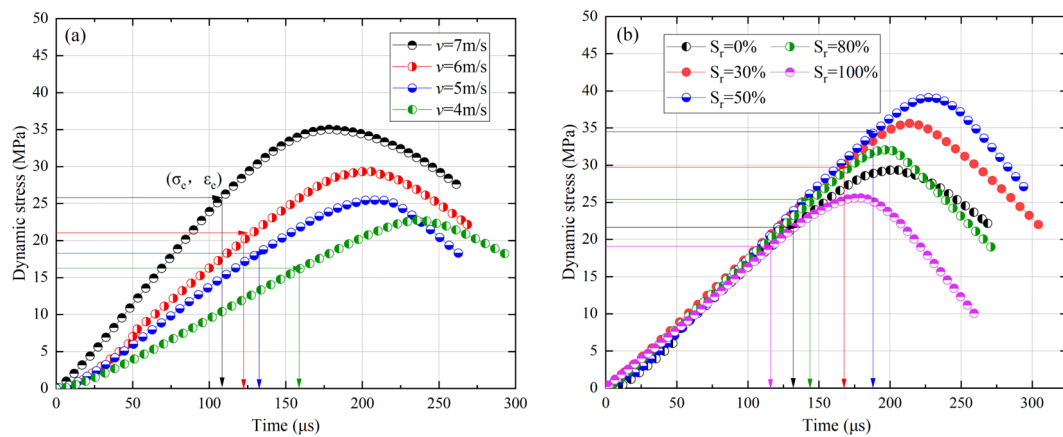 (a)
v=7m/s
v=6m/s
v=5m/s
v=4m/s
(σc, εc)
Dynamic stress (MPa)
50
45
40
35
30
25
20
15
10
5
0
0 50 100 150 200 250 300
Time (μs)
(b)
Sr=0% Sr=80%
Sr=30% Sr=100%
Sr=50%
Dynamic stress (MPa)
50
45
40
35
30
25
20
15
10
5
0
0 50 100 150 200 250 300
Time (μs)